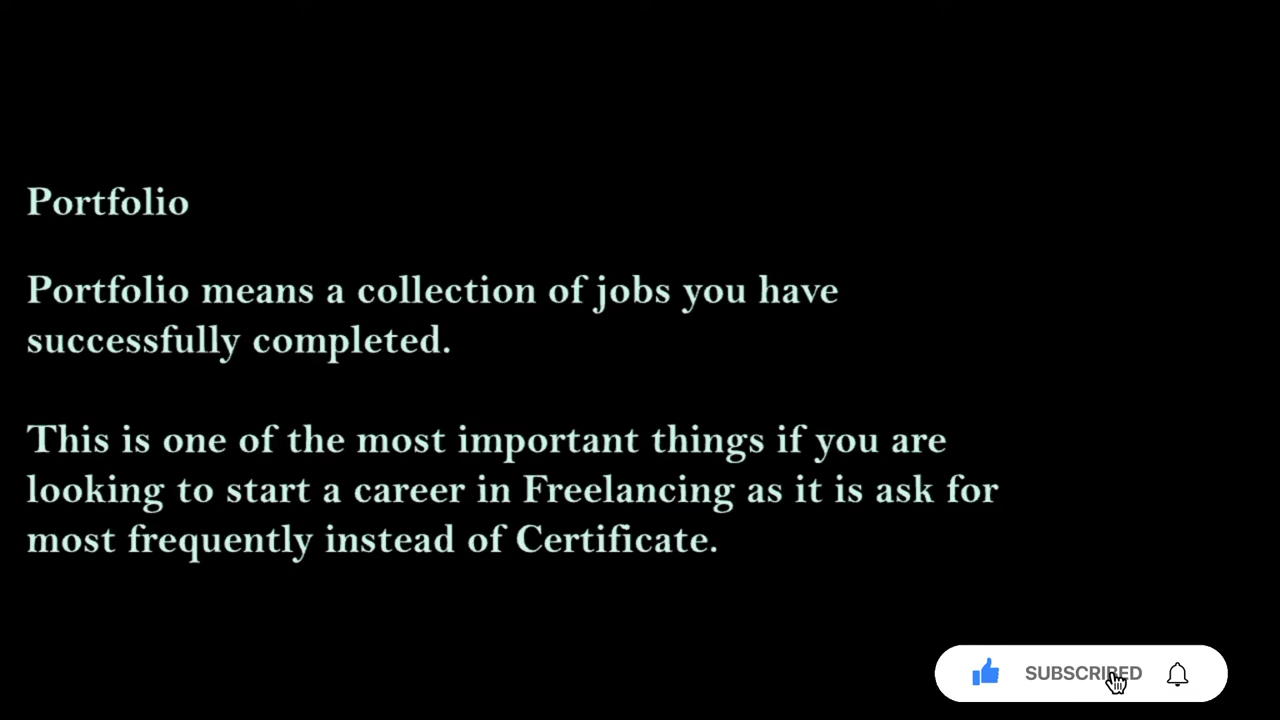 Portfolio
Portfolio means a collection of jobs you have
successfully completed.
This is one of the most important things if you are
looking to start a career in Freelancing as it is ask for
most frequently instead of Certificate.
SUBSCRIBED